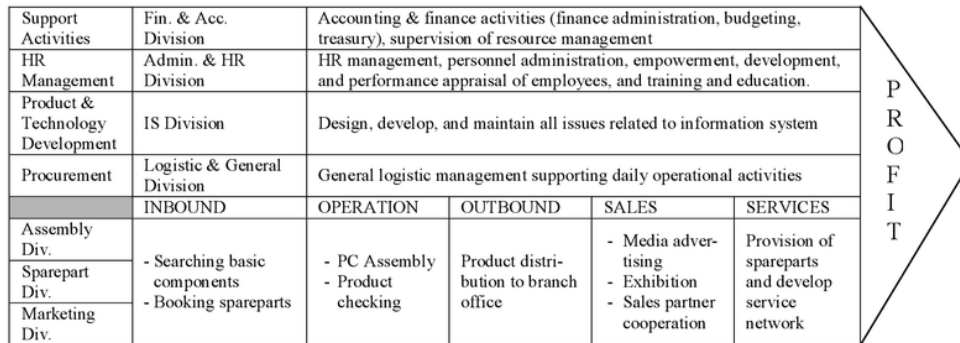 Support Activities
Fin. & Acc. Division
Accounting & finance activities (finance administration, budgeting,
treasury), supervision of resource management
HR Management
Admin. & HR Division
HR management, personnel administration, empowerment, development,
and performance appraisal of employees, and training and education.
Product & Technology Development
IS Division
Design, develop, and maintain all issues related to information system
Procurement
Logistic & General Division
General logistic management supporting daily operational activities
INBOUND
OPERATION
OUTBOUND
SALES
SERVICES
Assembly Div.
Sparepart Div.
Marketing Div.
- Searching basic
components
- Booking spareparts
- PC Assembly
- Product
checking
Product distri-
bution to branch
office
- Media adver-
tising
- Exhibition
- Sales partner
cooperation
Provision of
spareparts
and develop
service
network
PROFIT